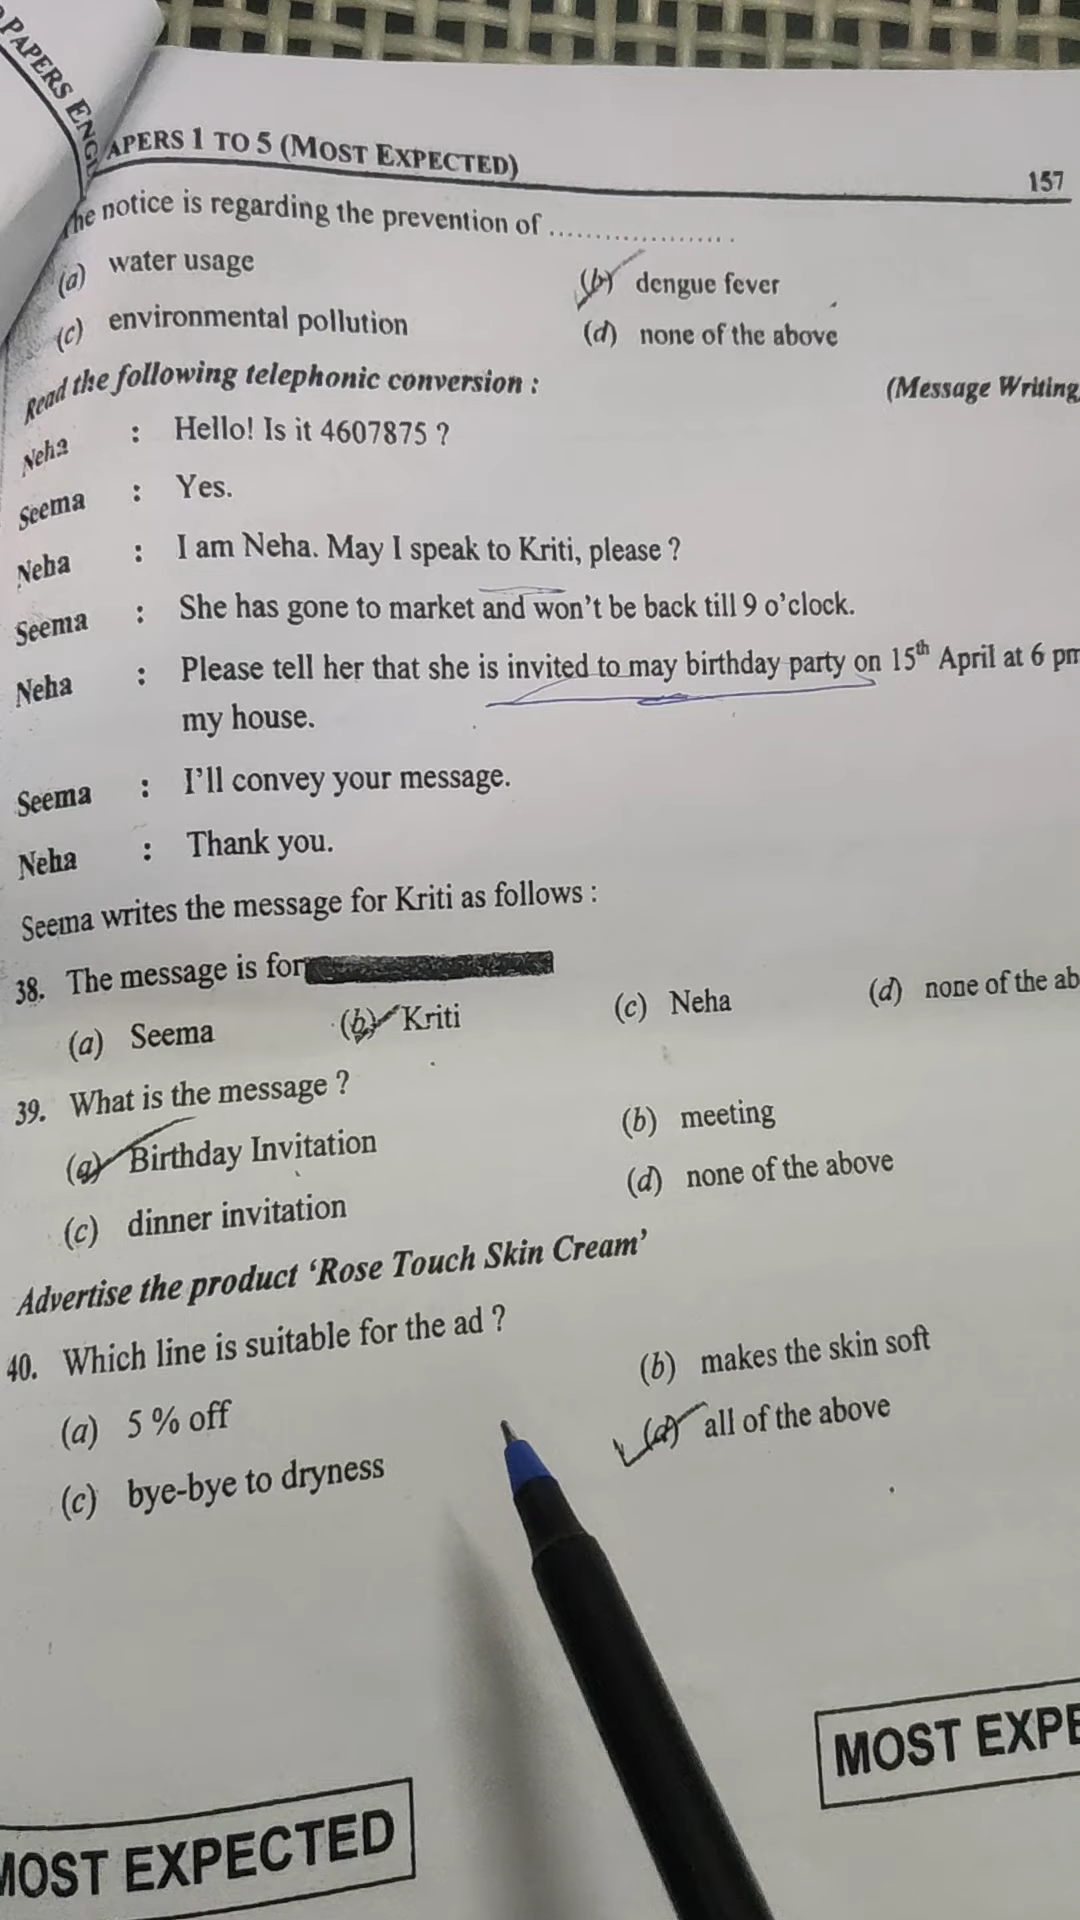 PAPERS ENGL
APERS 1 TO 5 (MOST EXPECTED)
157
he notice is regarding the prevention of ....................
(a) water usage
(b) dengue fever
(c) environmental pollution
(d) none of the above
Read the following telephonic conversion :
(Message Writing
Neha : Hello! Is it 4607875 ?
Seema : Yes.
Neha : I am Neha. May I speak to Kriti, please ?
Seema : She has gone to market and won't be back till 9 o'clock.
Neha : Please tell her that she is invited to may birthday party on 15th April at 6 pm
my house.
Seema : I'll convey your message.
Neha : Thank you.
Seema writes the message for Kriti as follows :
38. The message is for
(a) Seema (b) Kriti (c) Neha (d) none of the ab
39. What is the message ?
(a) Birthday Invitation (b) meeting
(c) dinner invitation (d) none of the above
Advertise the product 'Rose Touch Skin Cream'
40. Which line is suitable for the ad ?
(a) 5 % off (b) makes the skin soft
(c) bye-bye to dryness (d) all of the above
MOST EXPE
MOST EXPECTED